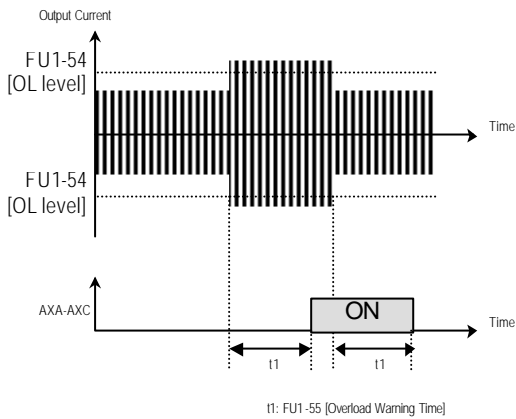 Output Current
FU1-54
[OL level]
Time
FU1-54
[OL level]
AXA-AXC
ON
Time
t1
t1
t1: FU1-55 [Overload Warning Time]